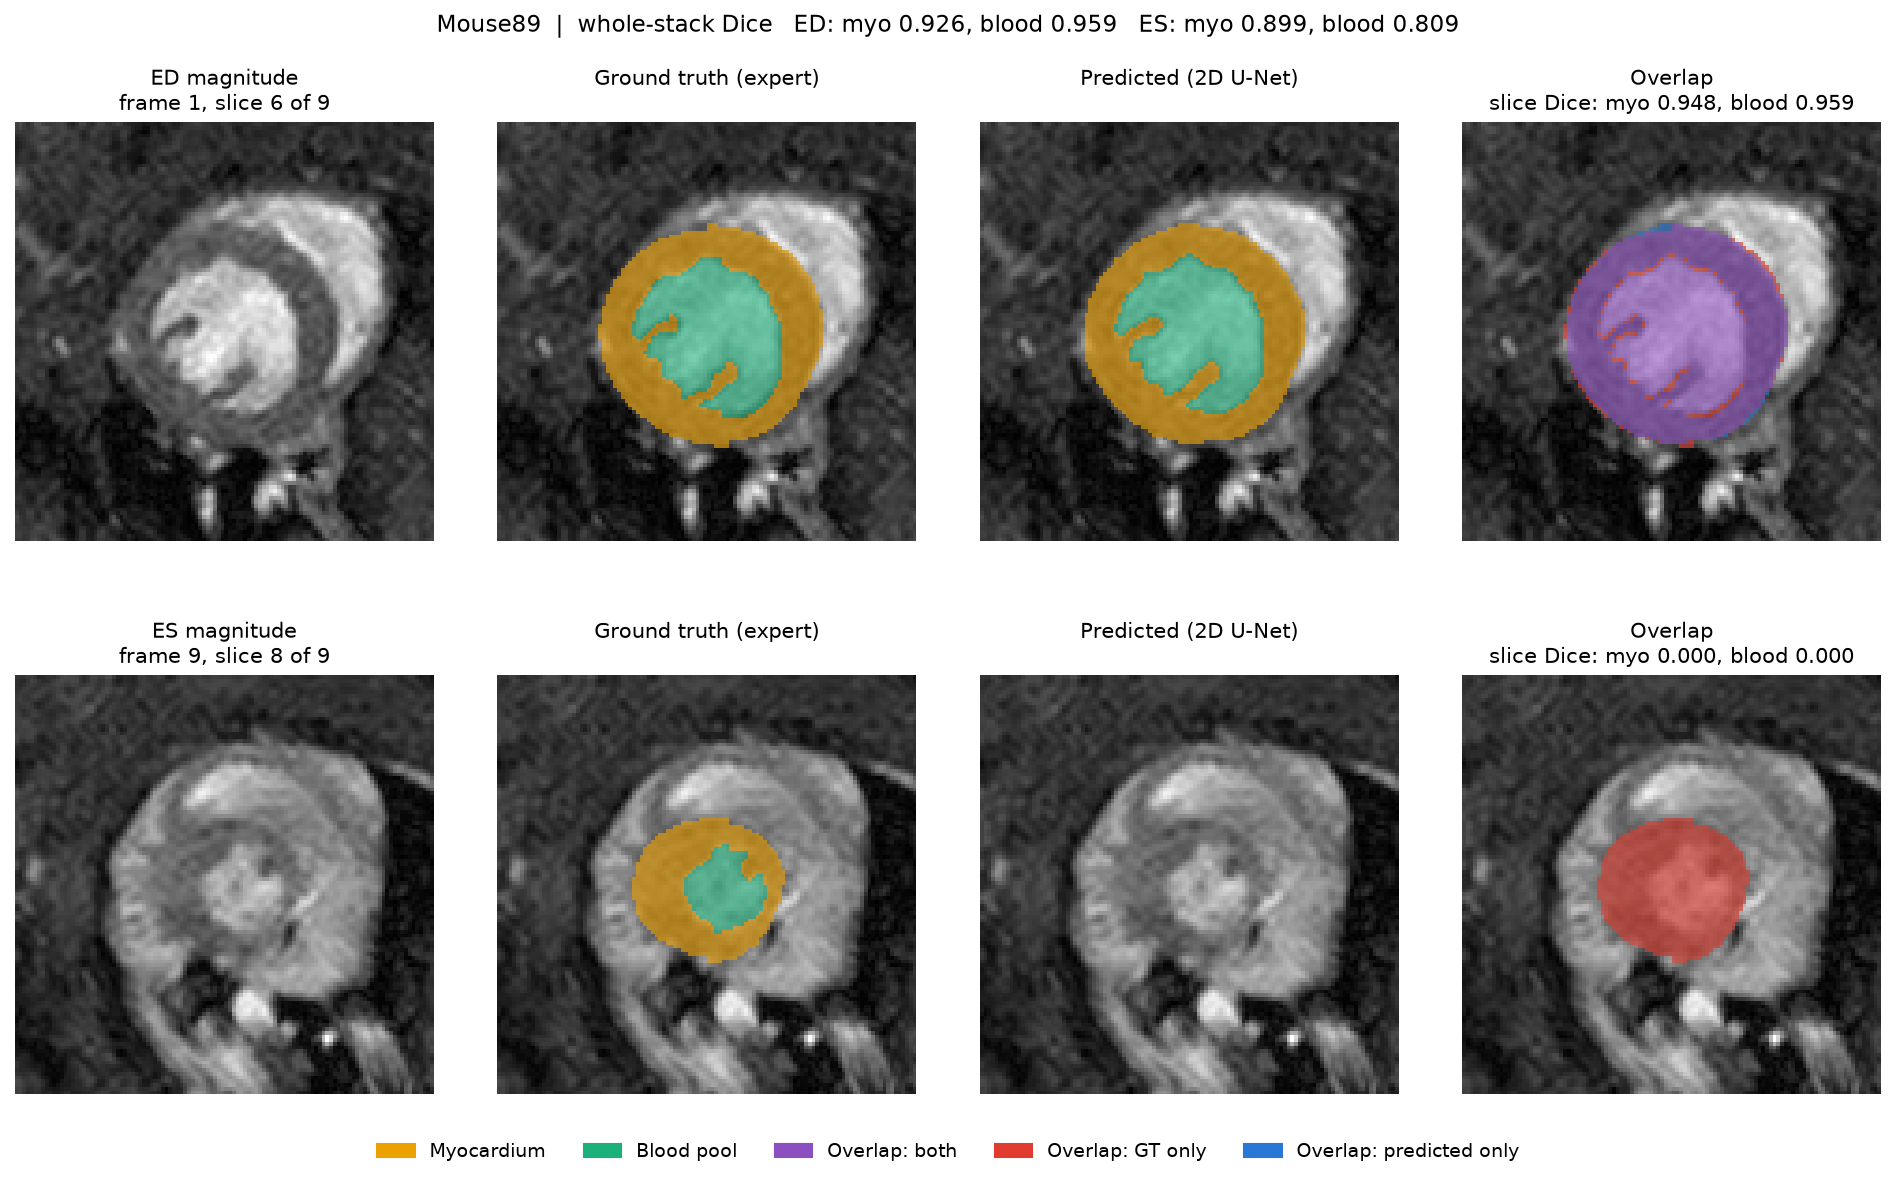 Mouse89 | whole-stack Dice ED: myo 0.926, blood 0.959 ES: myo 0.899, blood 0.809
ED magnitude
frame 1, slice 6 of 9
Ground truth (expert)
Predicted (2D U-Net)
Overlap
slice Dice: myo 0.948, blood 0.959
ES magnitude
frame 9, slice 8 of 9
Ground truth (expert)
Predicted (2D U-Net)
Overlap
slice Dice: myo 0.000, blood 0.000
Myocardium
Blood pool
Overlap: both
Overlap: GT only
Overlap: predicted only